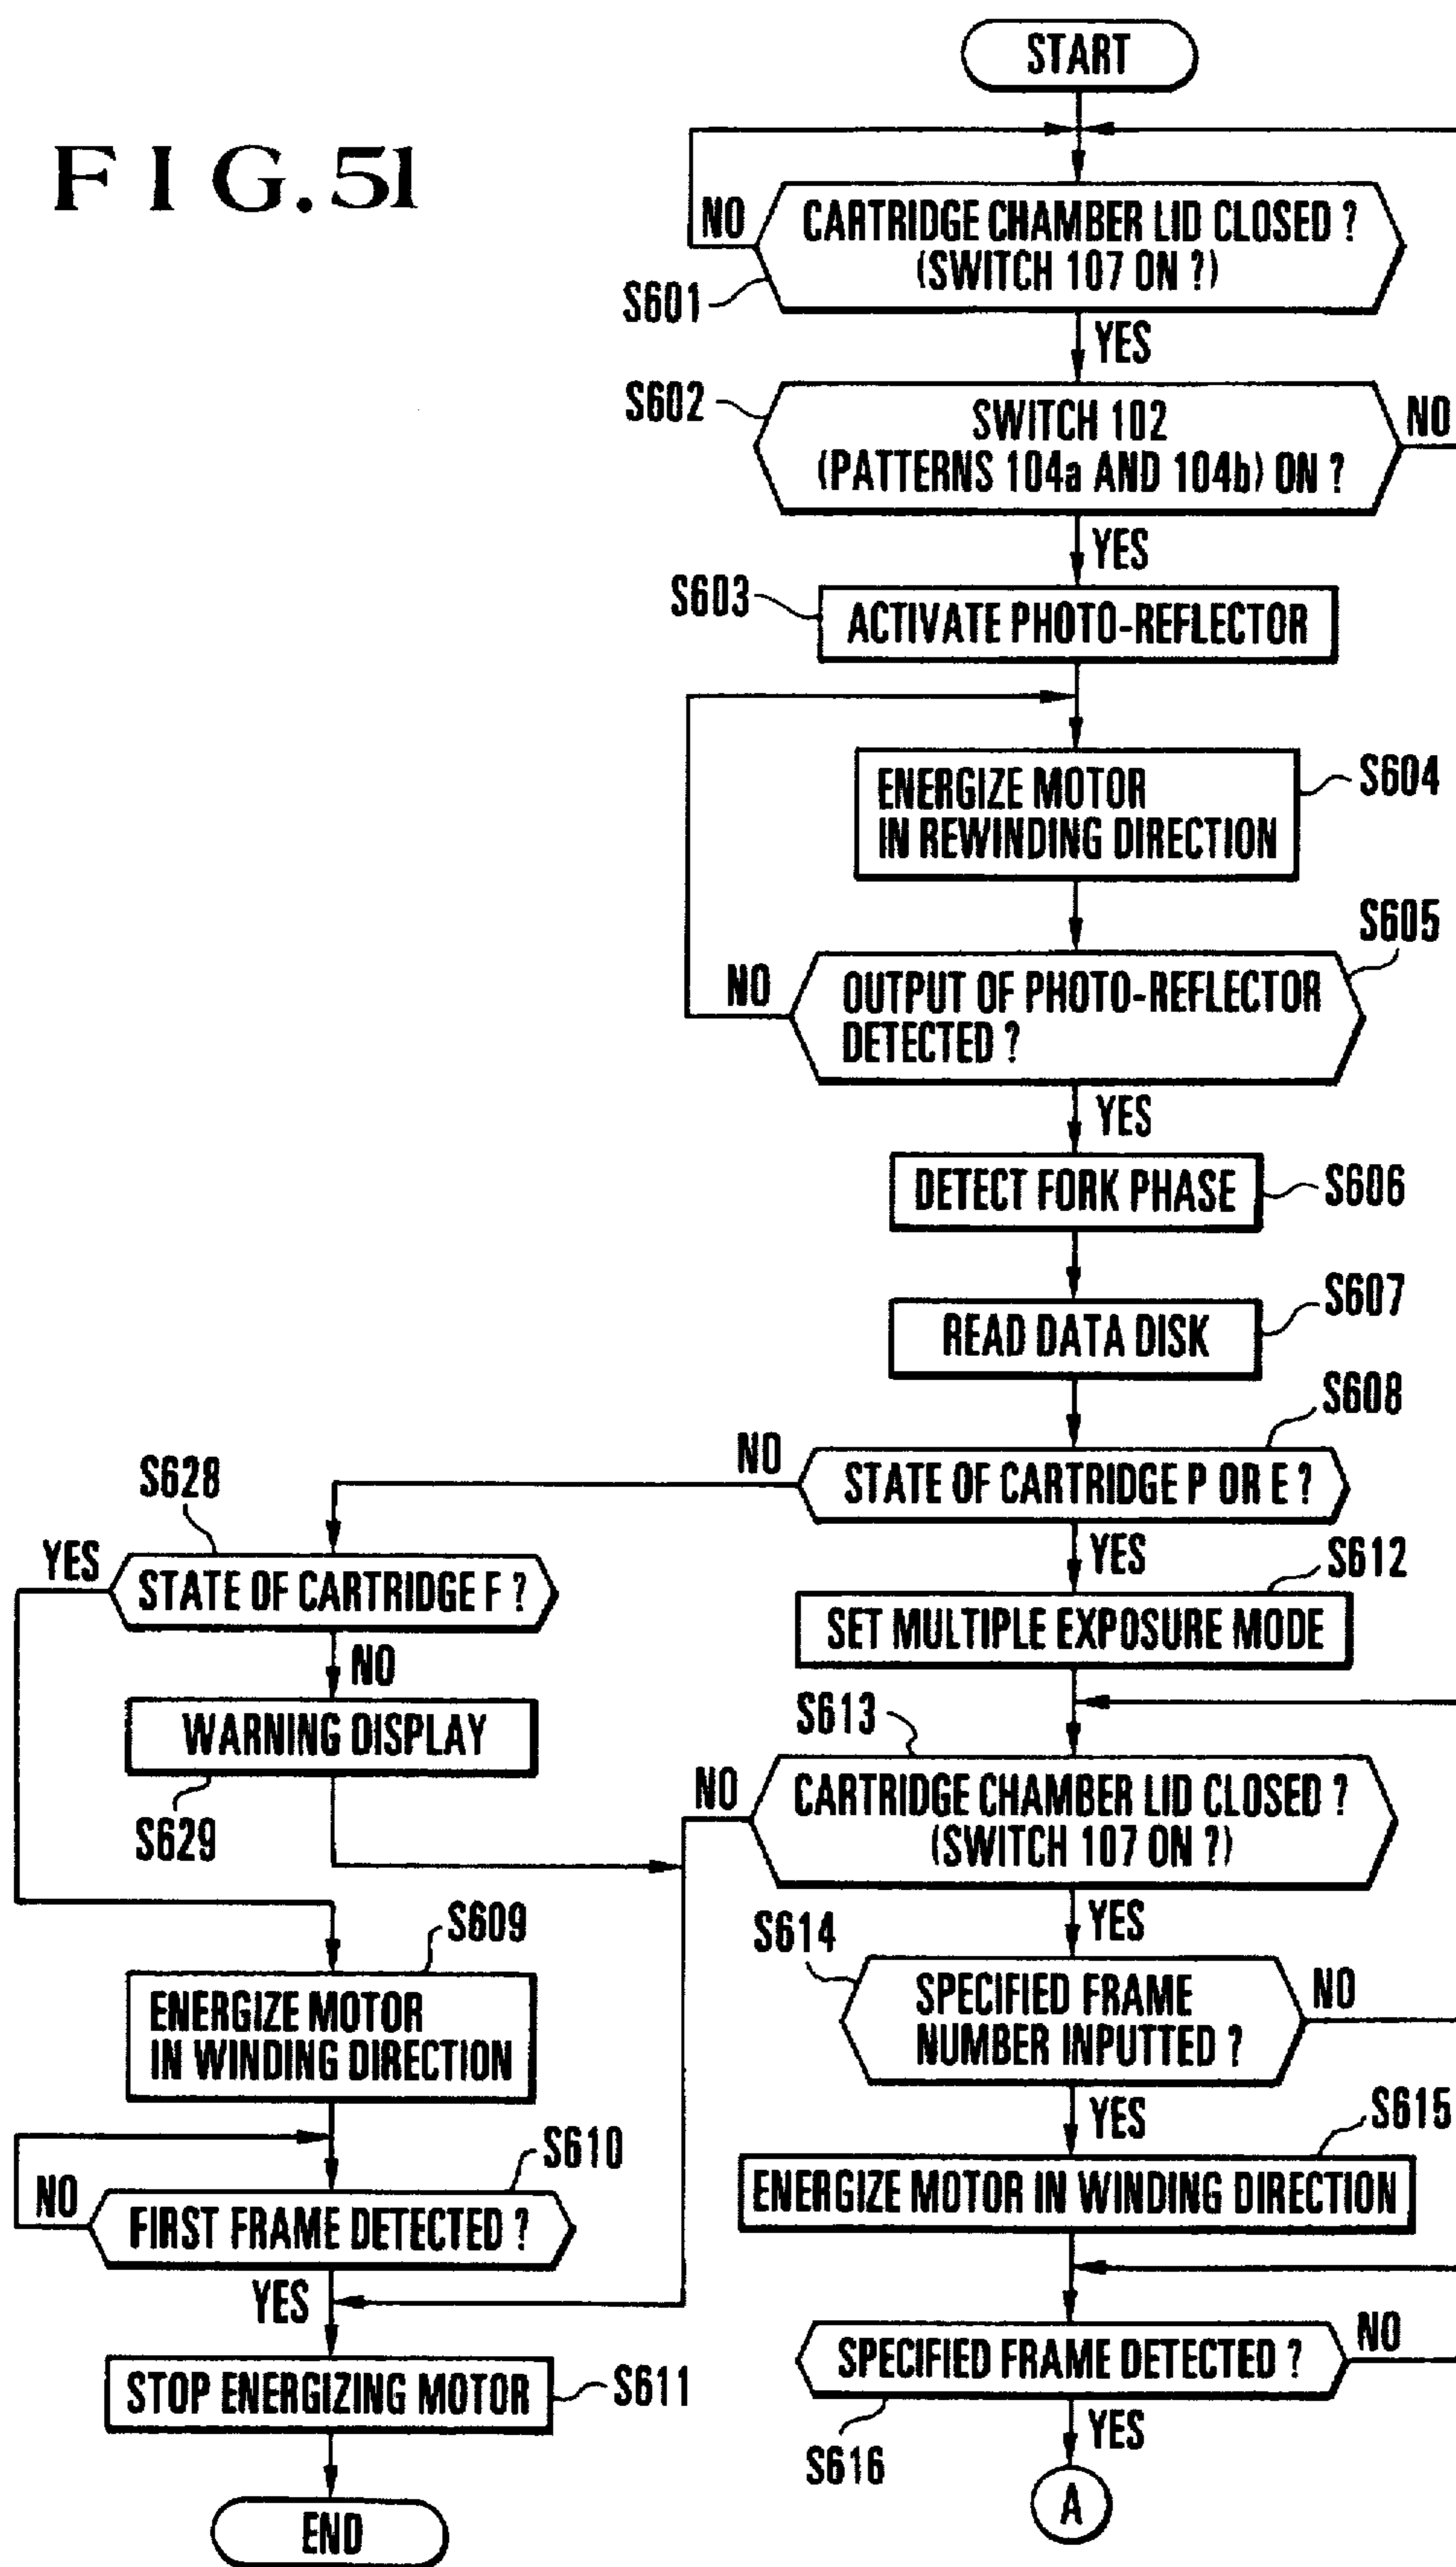 FIG. 51
START
CARTRIDGE CHAMBER LID CLOSED ?
(SWITCH 107 ON ?)
NO
S601
YES
S602
SWITCH 102
(PATTERNS 104a AND 104b) ON ?
NO
YES
S603
ACTIVATE PHOTO-REFLECTOR
ENERGIZE MOTOR
IN REWINDING DIRECTION
S604
S605
NO
OUTPUT OF PHOTO-REFLECTOR
DETECTED ?
YES
DETECT FORK PHASE
S606
S607
READ DATA DISK
S608
NO
STATE OF CARTRIDGE P OR E ?
YES
S628
YES
STATE OF CARTRIDGE F ?
NO
WARNING DISPLAY
S629
S609
ENERGIZE MOTOR
IN WINDING DIRECTION
S610
NO
FIRST FRAME DETECTED ?
YES
STOP ENERGIZING MOTOR
S611
END
S612
SET MULTIPLE EXPOSURE MODE
S613
NO
CARTRIDGE CHAMBER LID CLOSED ?
(SWITCH 107 ON ?)
YES
S614
SPECIFIED FRAME
NUMBER INPUTTED ?
NO
YES
S615
ENERGIZE MOTOR IN WINDING DIRECTION
SPECIFIED FRAME DETECTED ?
NO
S616
YES
A